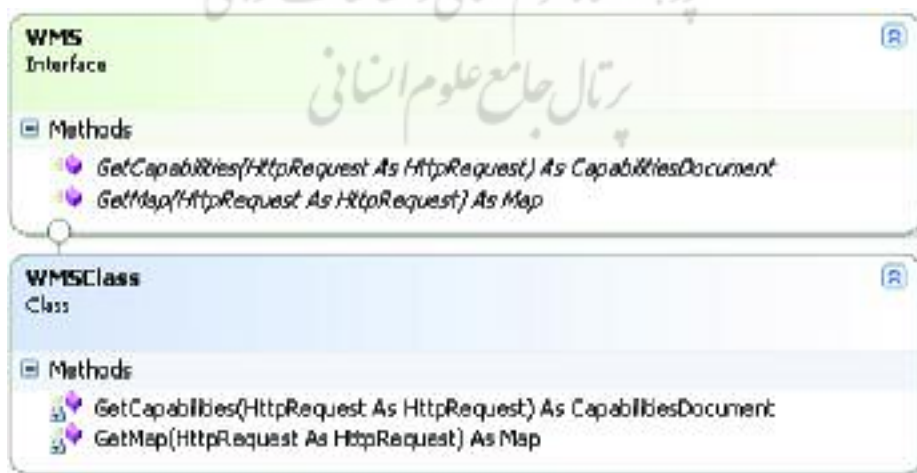 پرتال جامع علوم انسانی
WMS
Interface
Methods
GetCapabilities(HttpRequest As HttpRequest) As CapabilitiesDocument
GetMap(HttpRequest As HttpRequest) As Map
WMSClass
Class
Methods
GetCapabilities(HttpRequest As HttpRequest) As CapabilitiesDocument
GetMap(HttpRequest As HttpRequest) As Map